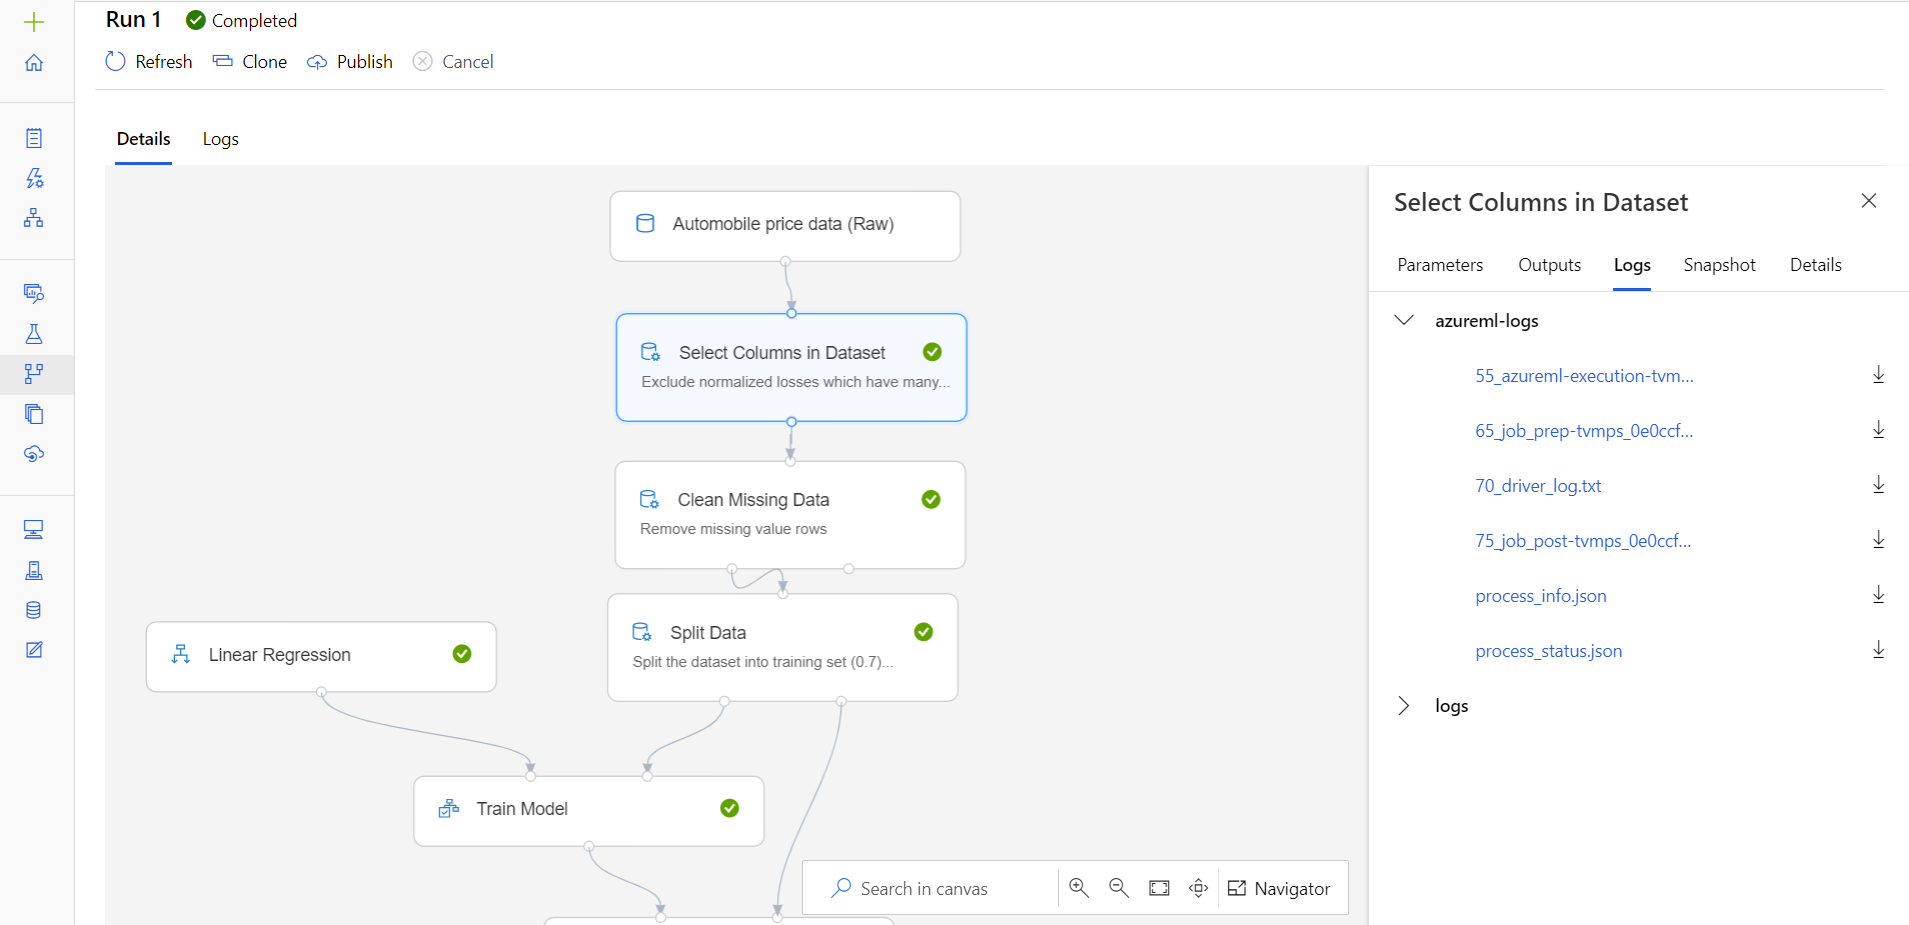 Run 1 Completed
Refresh Clone Publish Cancel
Details Logs
Automobile price data (Raw)
Select Columns in Dataset
Exclude normalized losses which have many...
Clean Missing Data
Remove missing value rows
Split Data
Split the dataset into training set (0.7)...
Linear Regression
Train Model
Search in canvas Navigator
Select Columns in Dataset
Parameters Outputs Logs Snapshot Details
azureml-logs
55_azureml-execution-tvm...
65_job_prep-tvmps_0e0ccf...
70_driver_log.txt
75_job_post-tvmps_0e0ccf...
process_info.json
process_status.json
logs